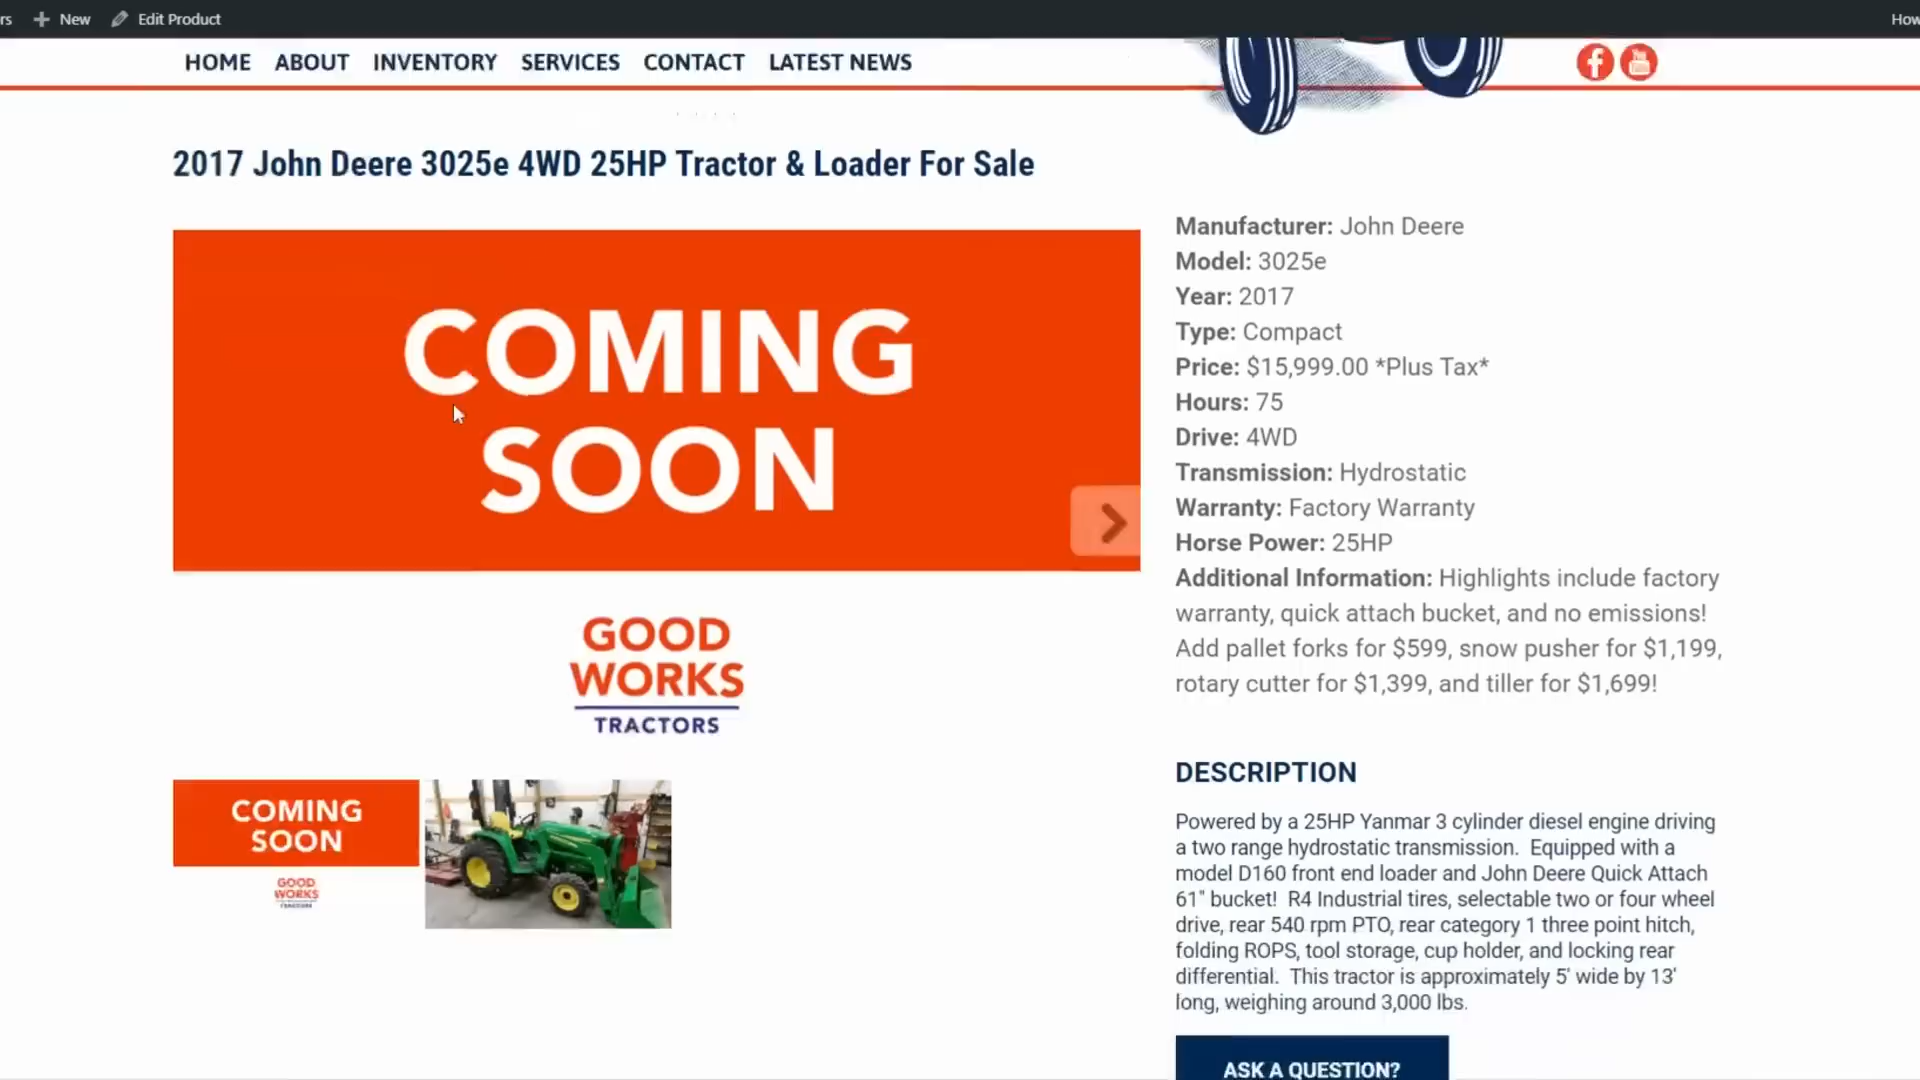 rs New Edit Product How
HOME ABOUT INVENTORY SERVICES CONTACT LATEST NEWS
You
2017 John Deere 3025e 4WD 25HP Tractor & Loader For Sale
COMING
SOON
GOOD
WORKS
TRACTORS
COMING
SOON
GOOD
WORKS
TRACTORS
Manufacturer: John Deere
Model: 3025e
Year: 2017
Type: Compact
Price: $15,999.00 *Plus Tax*
Hours: 75
Drive: 4WD
Transmission: Hydrostatic
Warranty: Factory Warranty
Horse Power: 25HP
Additional Information: Highlights include factory
warranty, quick attach bucket, and no emissions!
Add pallet forks for $599, snow pusher for $1,199,
rotary cutter for $1,399, and tiller for $1,699!
DESCRIPTION
Powered by a 25HP Yanmar 3 cylinder diesel engine driving
a two range hydrostatic transmission. Equipped with a
model D160 front end loader and John Deere Quick Attach
61" bucket! R4 Industrial tires, selectable two or four wheel
drive, rear 540 rpm PTO, rear category 1 three point hitch,
folding ROPS, tool storage, cup holder, and locking rear
differential. This tractor is approximately 5' wide by 13'
long, weighing around 3,000 lbs.
ASK A QUESTION?